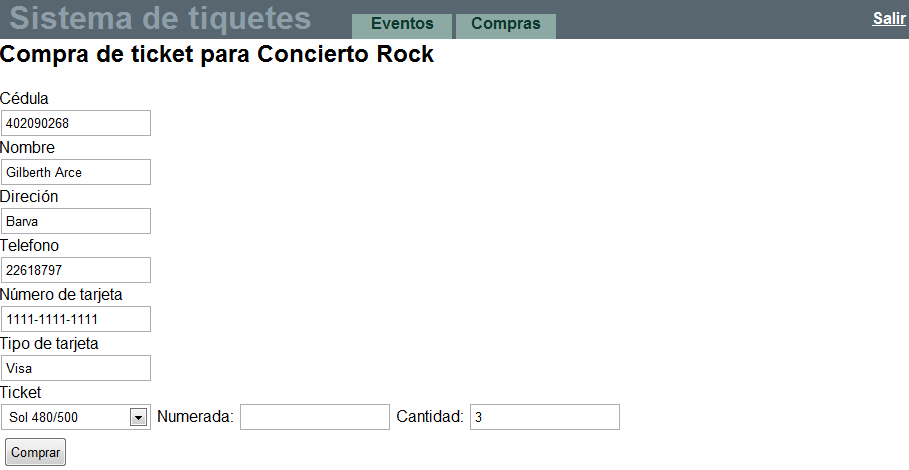 Sistema de tiquetes Eventos Compras Salir
Compra de ticket para Concierto Rock
Cédula
402090268
Nombre
Gilberth Arce
Direción
Barva
Telefono
22618797
Número de tarjeta
1111-1111-1111
Tipo de tarjeta
Visa
Ticket
Sol 480/500 Numerada: Cantidad: 3
Comprar